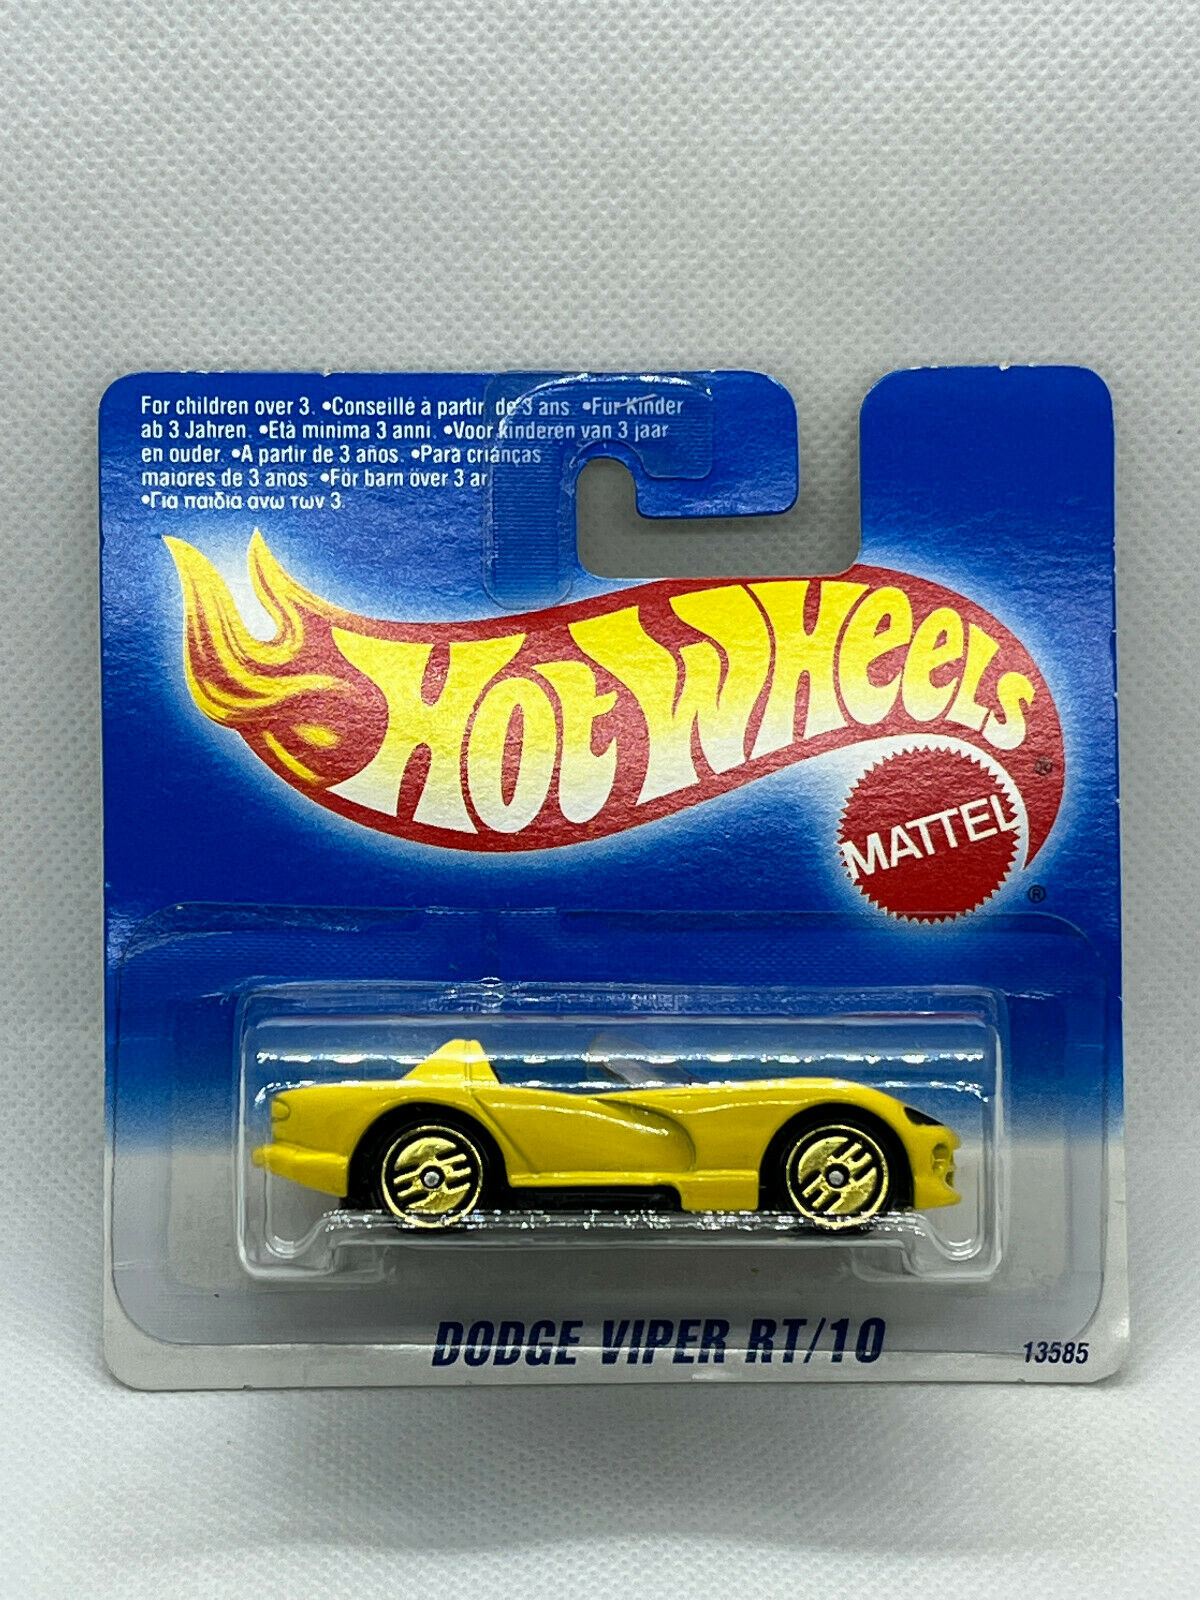 For children over 3. •Conseillé à partir de 3 ans. •Für Kinder
ab 3 Jahren. •Età minima 3 anni. •Voor kinderen van 3 jaar
en ouder. •A partir de 3 años. •Para crianças
maiores de 3 anos. •För barn över 3 år
•Για παιδια ανω των 3.
HOT WHEELS
®
MATTEL
®
DODGE VIPER RT/10
13585